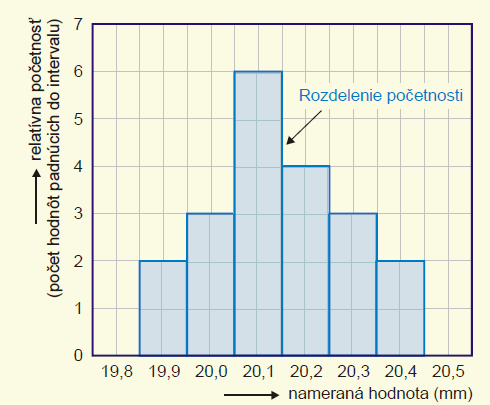 relatívna početnosť
(počet hodnôt padnúcich do intervalu)
7
6
5
4
3
2
1
0
Rozdelenie početnosti
19,8 19,9 20,0 20,1 20,2 20,3 20,4 20,5
nameraná hodnota (mm)